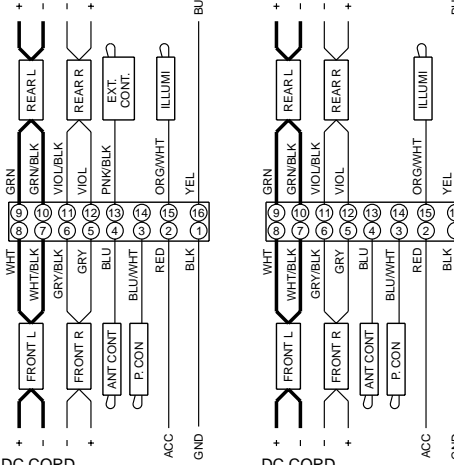 + - - + BU
REAR L REAR R EXT. CONT. ILLUMI
GRN GRN/BLK VIOL/BLK VIOL PNK/BLK ORG/WHT YEL
9 10 11 12 13 14 15 16
8 7 6 5 4 3 2 1
WHT WHT/BLK GRY/BLK GRY BLU BLU/WHT RED BLK
FRONT L FRONT R ANT CONT P. CON
+ - - + ACC GND
DC CORD
+ - - +
REAR L REAR R ILLUMI
GRN GRN/BLK VIOL/BLK VIOL ORG/WHT YEL
9 10 11 12 13 14 15
8 7 6 5 4 3 2
WHT WHT/BLK GRY/BLK GRY BLU BLU/WHT RED BLK
FRONT L FRONT R ANT CONT P. CON
+ - - + ACC GND
DC CORD